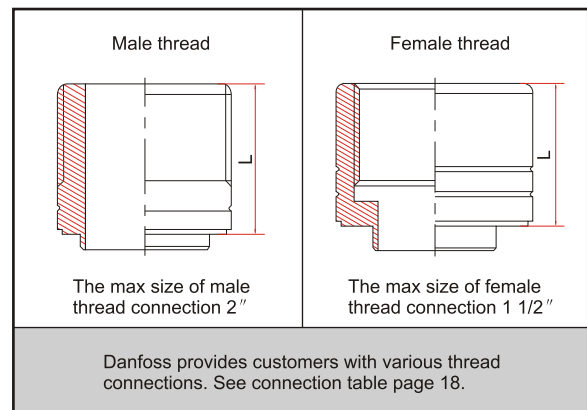 Male thread
L
The max size of male
thread connection 2″
Female thread
L
The max size of female
thread connection 1 1/2″
Danfoss provides customers with various thread
connections. See connection table page 18.